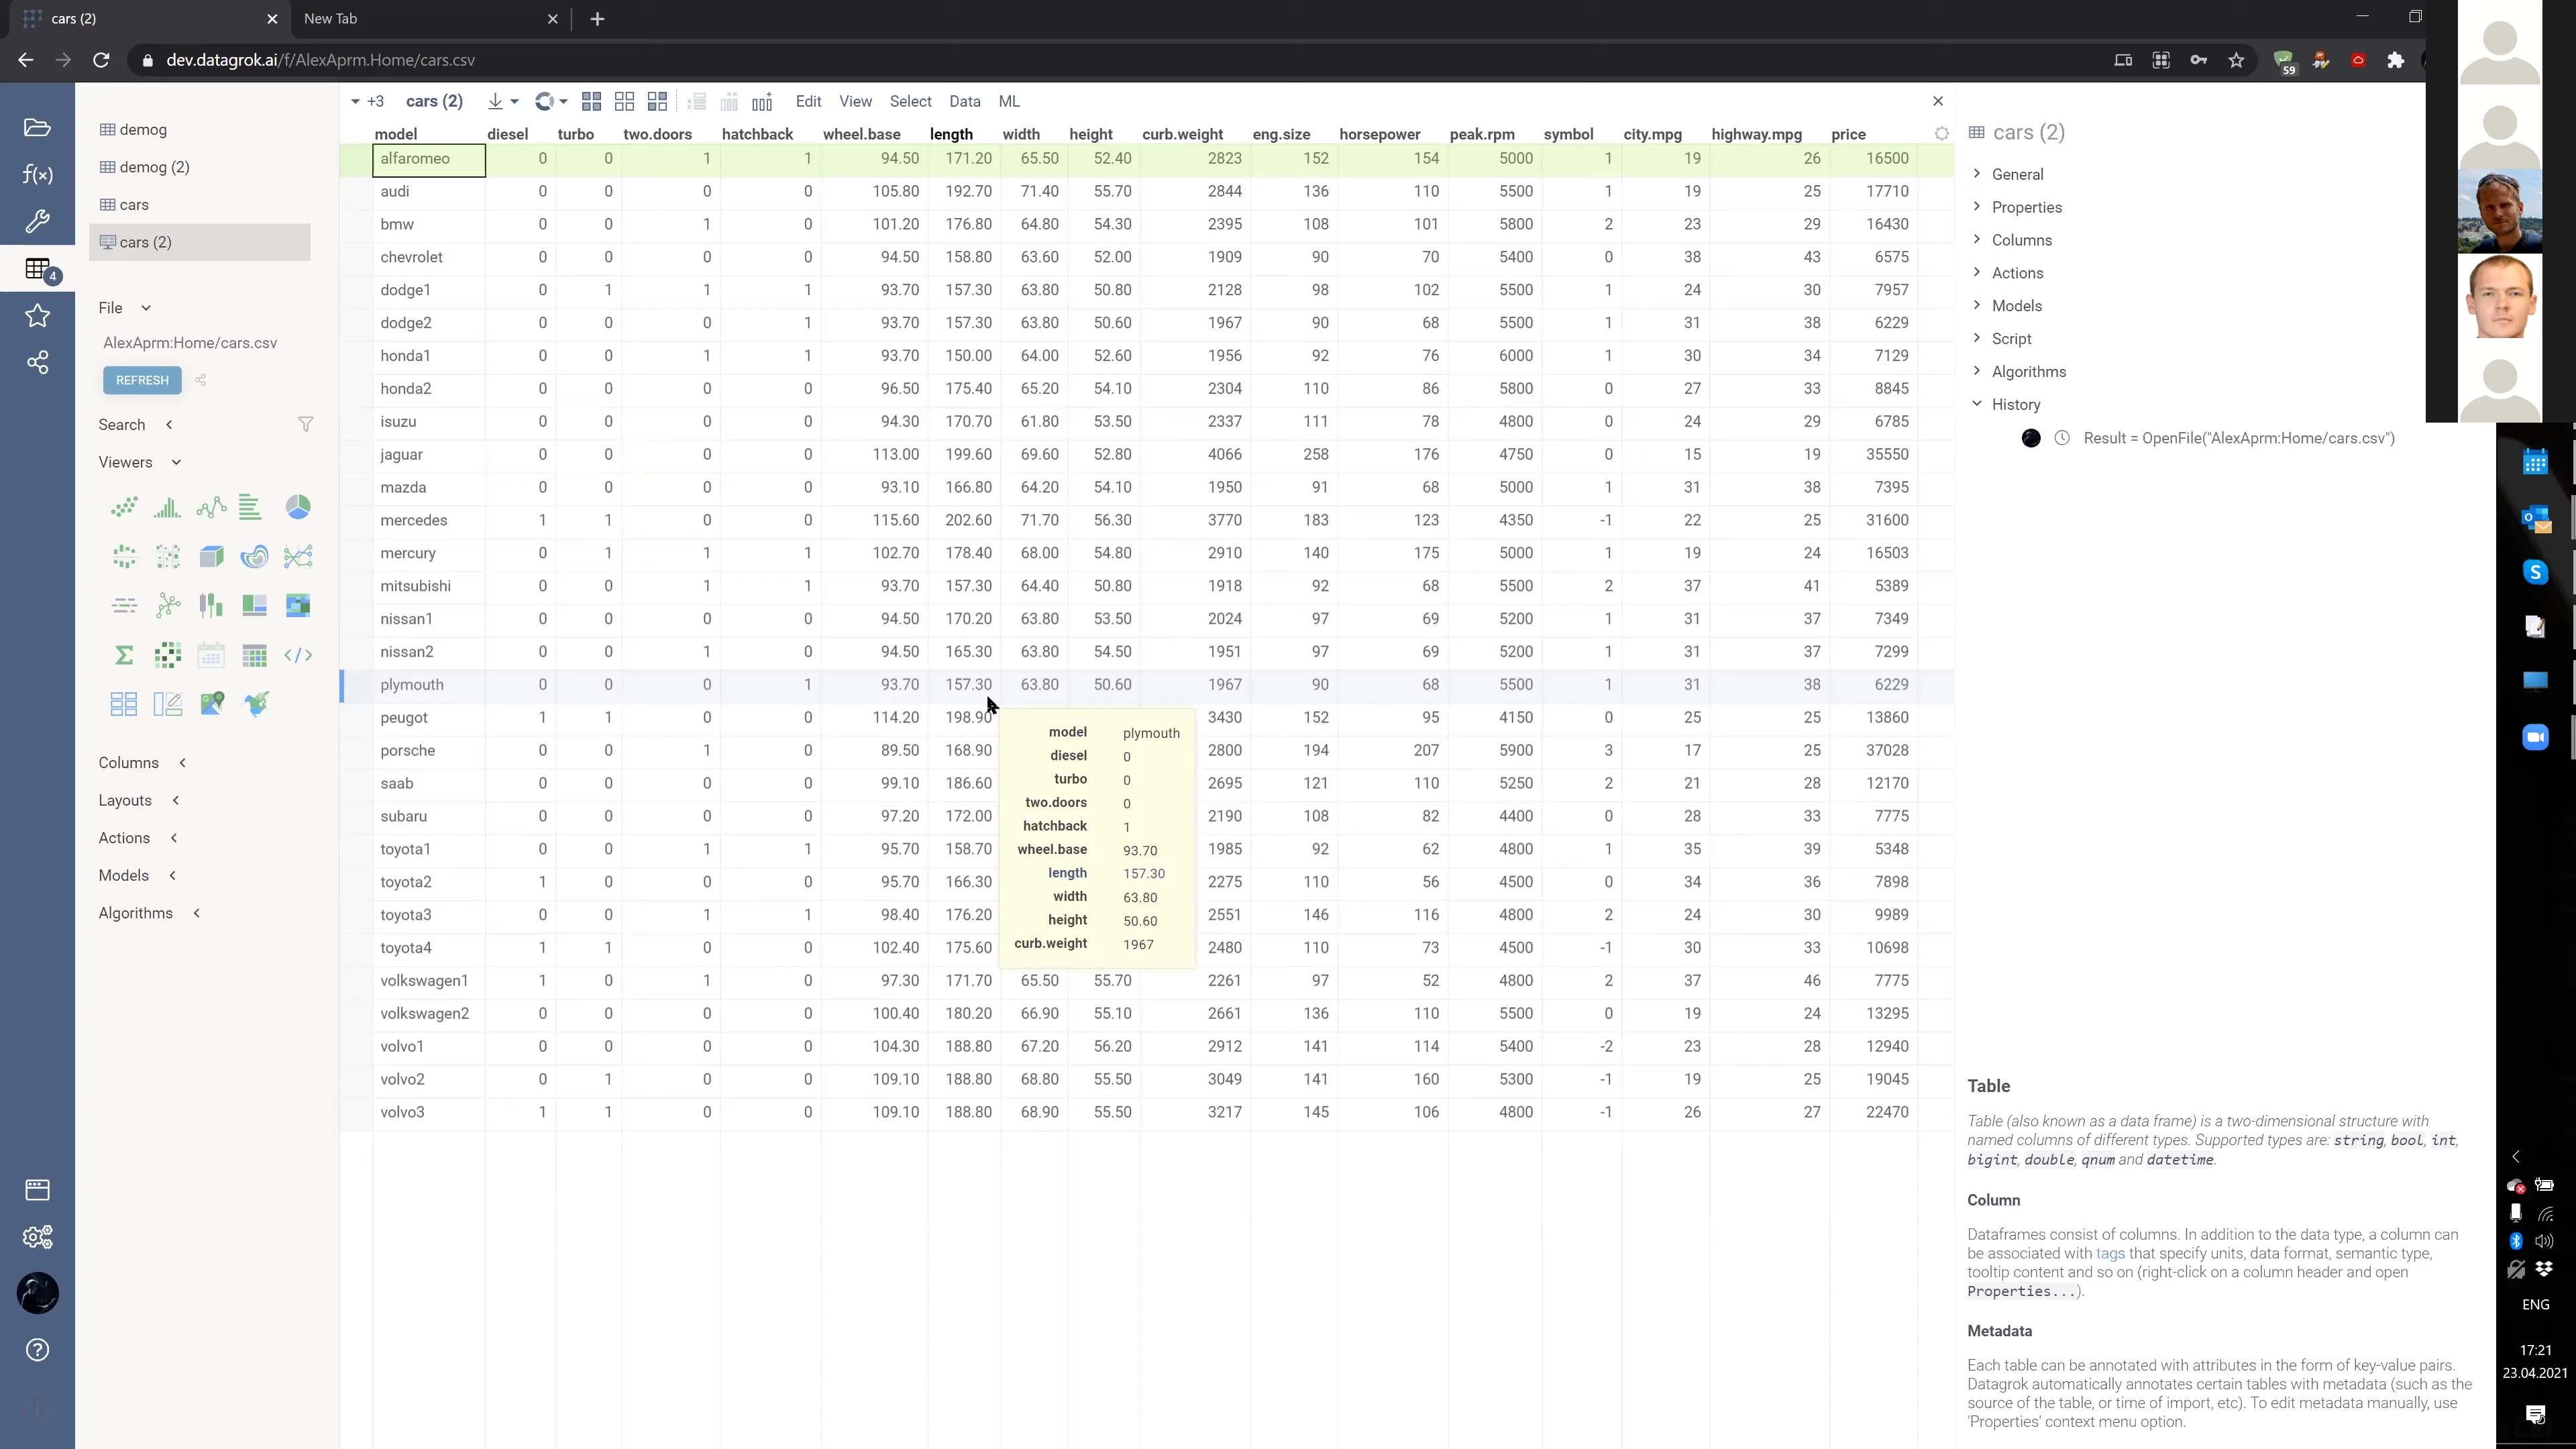 cars (2)
New Tab
dev.datagrok.ai/f/AlexAprm.Home/cars.csv
59
demog
demog (2)
cars
cars (2)
4
File
AlexAprm:Home/cars.csv
REFRESH
Search
Viewers
Columns
Layouts
Actions
Models
Algorithms
+3 cars (2) Edit View Select Data ML
model diesel turbo two.doors hatchback wheel.base length width height curb.weight eng.size horsepower peak.rpm symbol city.mpg highway.mpg price
alfaromeo 0 0 1 1 94.50 171.20 65.50 52.40 2823 152 154 5000 1 19 26 16500
audi 0 0 0 0 105.80 192.70 71.40 55.70 2844 136 110 5500 1 19 25 17710
bmw 0 0 1 0 101.20 176.80 64.80 54.30 2395 108 101 5800 2 23 29 16430
chevrolet 0 0 0 0 94.50 158.80 63.60 52.00 1909 90 70 5400 0 38 43 6575
dodge1 0 1 1 1 93.70 157.30 63.80 50.80 2128 98 102 5500 1 24 30 7957
dodge2 0 0 0 1 93.70 157.30 63.80 50.60 1967 90 68 5500 1 31 38 6229
honda1 0 0 1 1 93.70 150.00 64.00 52.60 1956 92 76 6000 1 30 34 7129
honda2 0 0 0 0 96.50 175.40 65.20 54.10 2304 110 86 5800 0 27 33 8845
isuzu 0 0 0 0 94.30 170.70 61.80 53.50 2337 111 78 4800 0 24 29 6785
jaguar 0 0 0 0 113.00 199.60 69.60 52.80 4066 258 176 4750 0 15 19 35550
mazda 0 0 0 0 93.10 166.80 64.20 54.10 1950 91 68 5000 1 31 38 7395
mercedes 1 1 0 0 115.60 202.60 71.70 56.30 3770 183 123 4350 -1 22 25 31600
mercury 0 1 1 1 102.70 178.40 68.00 54.80 2910 140 175 5000 1 19 24 16503
mitsubishi 0 0 1 1 93.70 157.30 64.40 50.80 1918 92 68 5500 2 37 41 5389
nissan1 0 0 0 0 94.50 170.20 63.80 53.50 2024 97 69 5200 1 31 37 7349
nissan2 0 0 1 0 94.50 165.30 63.80 54.50 1951 97 69 5200 1 31 37 7299
plymouth 0 0 0 1 93.70 157.30 63.80 50.60 1967 90 68 5500 1 31 38 6229
peugot 1 1 0 0 114.20 198.90 3430 152 95 4150 0 25 25 13860
porsche 0 0 1 0 89.50 168.90 2800 194 207 5900 3 17 25 37028
saab 0 0 0 0 99.10 186.60 2695 121 110 5250 2 21 28 12170
subaru 0 0 0 0 97.20 172.00 2190 108 82 4400 0 28 33 7775
toyota1 0 0 1 1 95.70 158.70 1985 92 62 4800 1 35 39 5348
toyota2 1 0 0 0 95.70 166.30 2275 110 56 4500 0 34 36 7898
toyota3 0 0 1 1 98.40 176.20 2551 146 116 4800 2 24 30 9989
toyota4 1 1 0 0 102.40 175.60 2480 110 73 4500 -1 30 33 10698
volkswagen1 1 0 1 0 97.30 171.70 65.50 55.70 2261 97 52 4800 2 37 46 7775
volkswagen2 0 0 0 0 100.40 180.20 66.90 55.10 2661 136 110 5500 0 19 24 13295
volvo1 0 0 0 0 104.30 188.80 67.20 56.20 2912 141 114 5400 -2 23 28 12940
volvo2 0 1 0 0 109.10 188.80 68.80 55.50 3049 141 160 5300 -1 19 25 19045
volvo3 1 1 0 0 109.10 188.80 68.90 55.50 3217 145 106 4800 -1 26 27 22470
model plymouth
diesel 0
turbo 0
two.doors 0
hatchback 1
wheel.base 93.70
length 157.30
width 63.80
height 50.60
curb.weight 1967
cars (2)
General
Properties
Columns
Actions
Models
Script
Algorithms
History
Result = OpenFile("AlexAprm:Home/cars.csv")
Table
Table (also known as a data frame) is a two-dimensional structure with
named columns of different types. Supported types are: string, bool, int,
bigint, double, qnum and datetime.
Column
Dataframes consist of columns. In addition to the data type, a column can
be associated with tags that specify units, data format, semantic type,
tooltip content and so on (right-click on a column header and open
Properties...).
Metadata
Each table can be annotated with attributes in the form of key-value pairs.
Datagrok automatically annotates certain tables with metadata (such as the
source of the table, or time of import, etc). To edit metadata manually, use
'Properties' context menu option.
ENG
17:21
23.04.2021